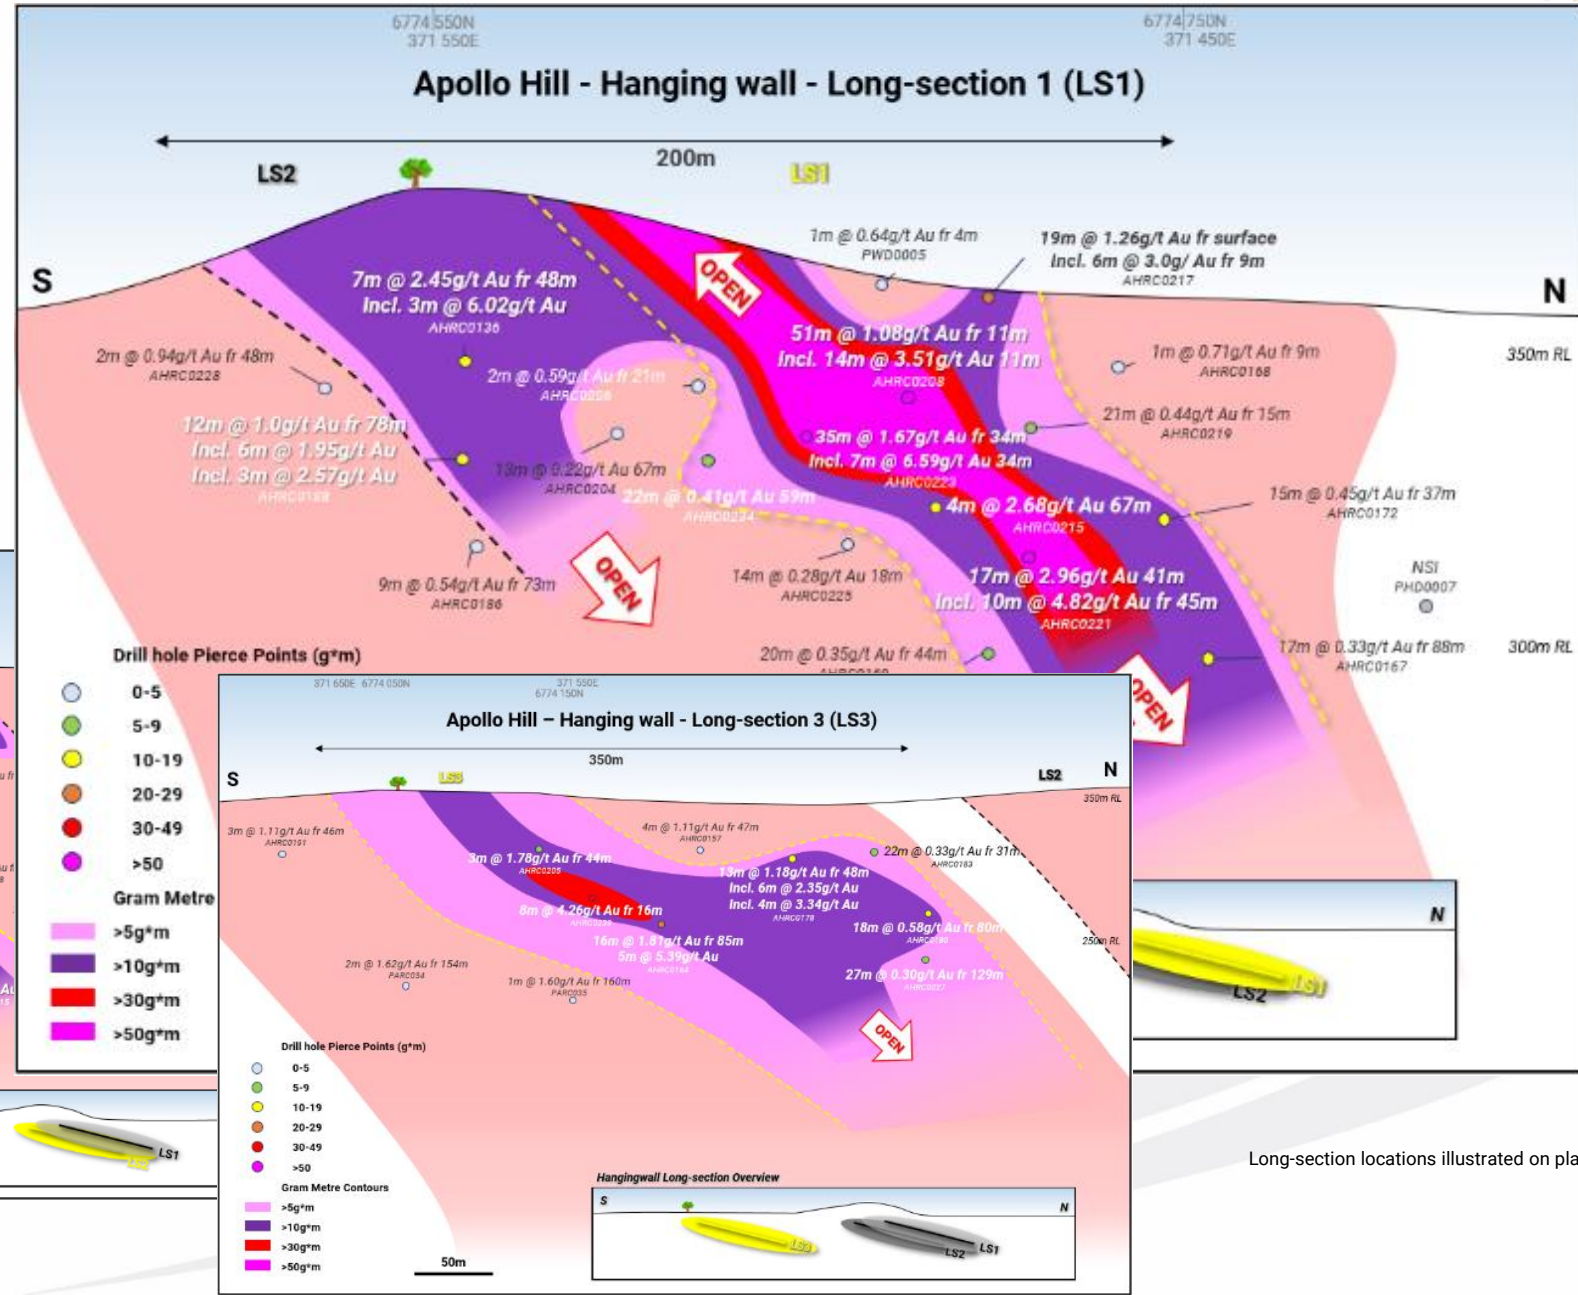 6774 550N
371 550E
6774 750N
371 450E
Apollo Hill - Hanging wall - Long-section 1 (LS1)
200m
LS2
LS1
S
N
1m @ 0.64g/t Au fr 4m
PWD0005
19m @ 1.26g/t Au fr surface
Incl. 6m @ 3.0g/ Au fr 9m
AHRC0217
7m @ 2.45g/t Au fr 48m
Incl. 3m @ 6.02g/t Au
AHRC0136
OPEN
51m @ 1.08g/t Au fr 11m
Incl. 14m @ 3.51g/t Au 11m
AHRC0208
2m @ 0.94g/t Au fr 48m
AHRC0228
2m @ 0.59g/t Au fr 21m
1m @ 0.71g/t Au fr 9m
AHRC0168
350m RL
12m @ 1.0g/t Au fr 78m
Incl. 6m @ 1.95g/t Au
Incl. 3m @ 2.57g/t Au
21m @ 0.44g/t Au fr 15m
AHRC0219
35m @ 1.67g/t Au fr 34m
Incl. 7m @ 6.59g/t Au 34m
AHRC0223
13m @ 0.22g/t Au 67m
AHRC0204
22m @ 0.41g/t Au 59m
AHRC0224
4m @ 2.68g/t Au 67m
AHRC0215
15m @ 0.45g/t Au fr 37m
AHRC0172
9m @ 0.54g/t Au fr 73m
AHRC0186
OPEN
14m @ 0.28g/t Au 18m
AHRC0225
17m @ 2.96g/t Au 41m
Incl. 10m @ 4.82g/t Au fr 45m
AHRC0221
NSI
PHD0007
20m @ 0.35g/t Au fr 44m
17m @ 0.33g/t Au fr 88m
AHRC0167
300m RL
OPEN
Drill hole Pierce Points (g*m)
0-5
5-9
10-19
20-29
30-49
>50
Gram Metre
>5g*m
>10g*m
>30g*m
>50g*m
371 650E 6774 050N
371 550E
6774 150N
Apollo Hill – Hanging wall - Long-section 3 (LS3)
350m
S
LS3
LS2
N
350m RL
3m @ 1.11g/t Au fr 46m
AHRC0191
4m @ 1.11g/t Au fr 47m
AHRC0157
22m @ 0.33g/t Au fr 31m
AHRC0183
3m @ 1.78g/t Au fr 44m
AHRC0205
13m @ 1.18g/t Au fr 48m
Incl. 6m @ 2.35g/t Au
Incl. 4m @ 3.34g/t Au
AHRC0178
8m @ 4.26g/t Au fr 16m
18m @ 0.58g/t Au fr 80m
AHRC0180
16m @ 1.81g/t Au fr 85m
5m @ 5.39g/t Au
AHRC0184
250m RL
2m @ 1.62g/t Au fr 154m
PARC034
1m @ 1.60g/t Au fr 160m
PARC035
27m @ 0.30g/t Au fr 129m
AHRC0227
OPEN
Drill hole Pierce Points (g*m)
0-5
5-9
10-19
20-29
30-49
>50
Gram Metre Contours
>5g*m
>10g*m
>30g*m
>50g*m
50m
Hangingwall Long-section Overview
S
N
LS3
LS2
LS1
N
LS2
LS1
LS1
LS2
Long-section locations illustrated on pla